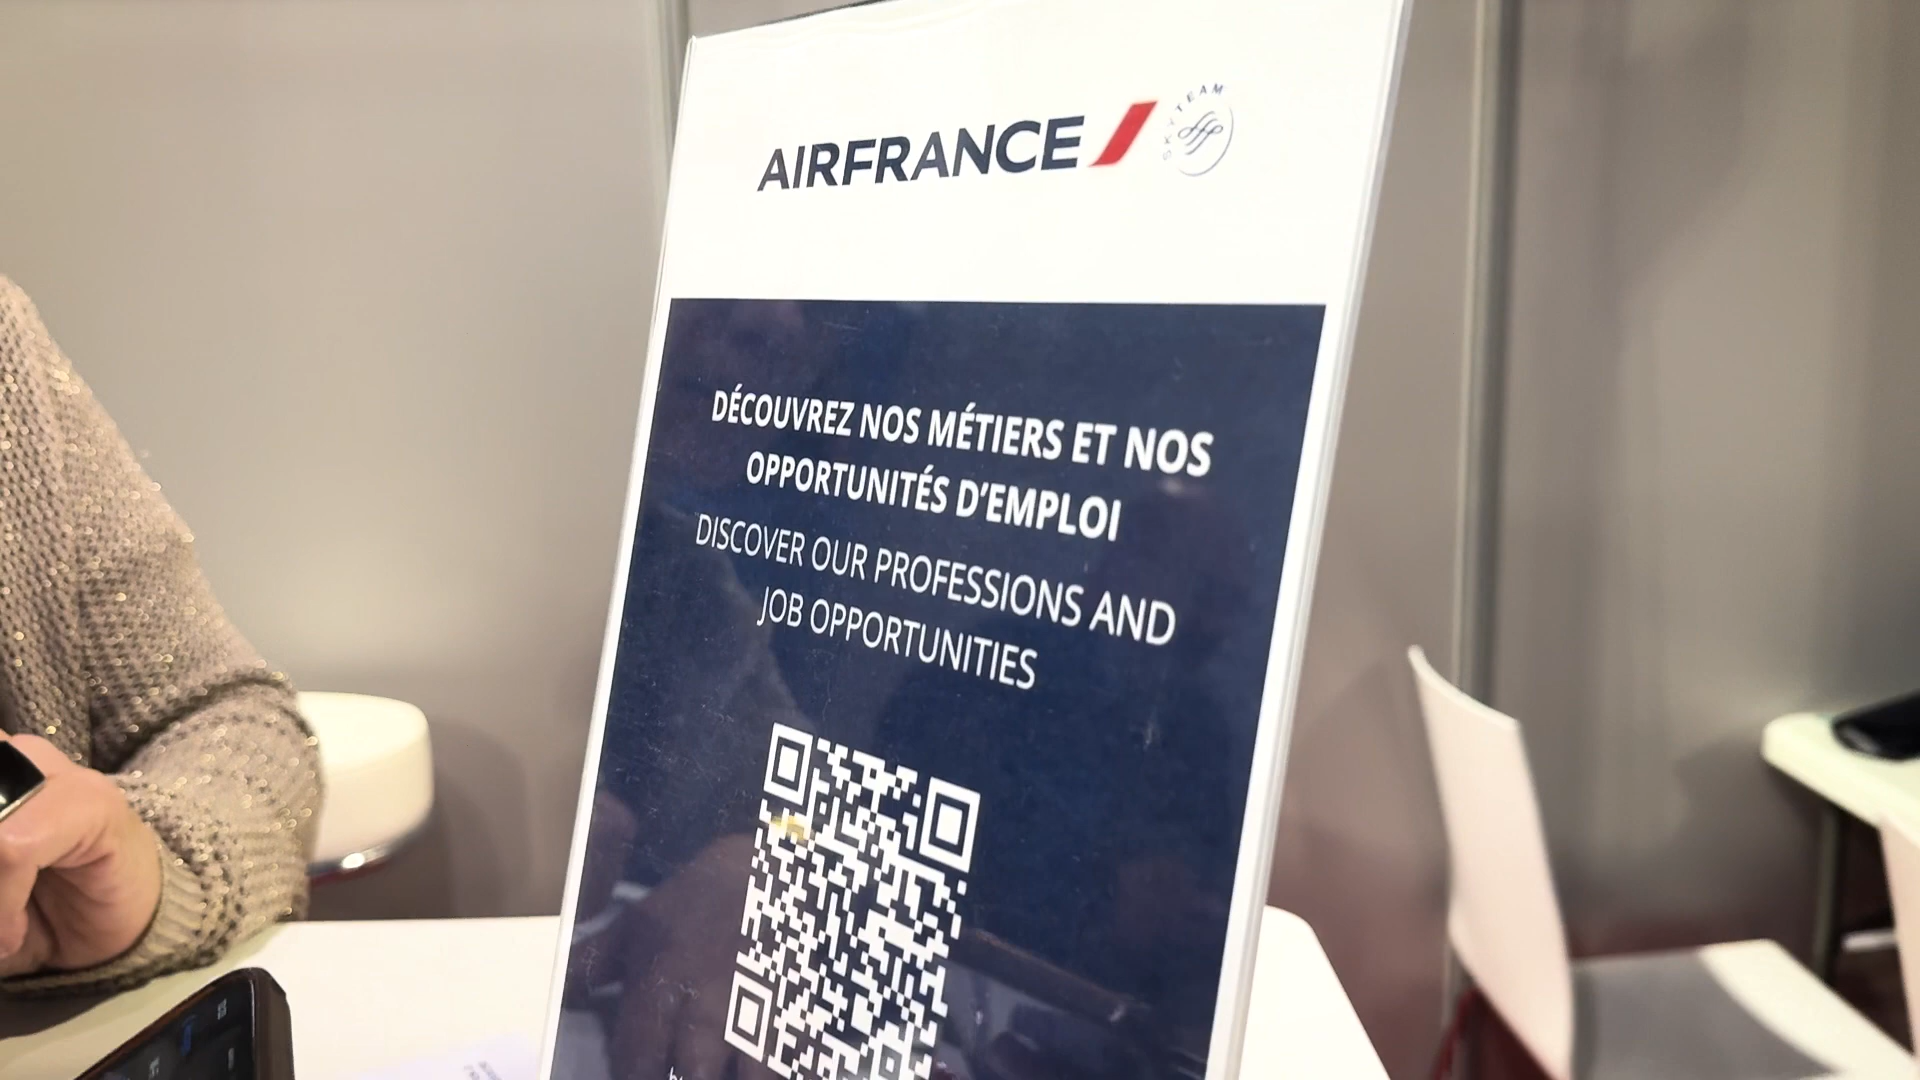 AIRFRANCE
SKYTEAM
DÉCOUVREZ NOS MÉTIERS ET NOS
OPPORTUNITÉS D'EMPLOI
DISCOVER OUR PROFESSIONS AND
JOB OPPORTUNITIES